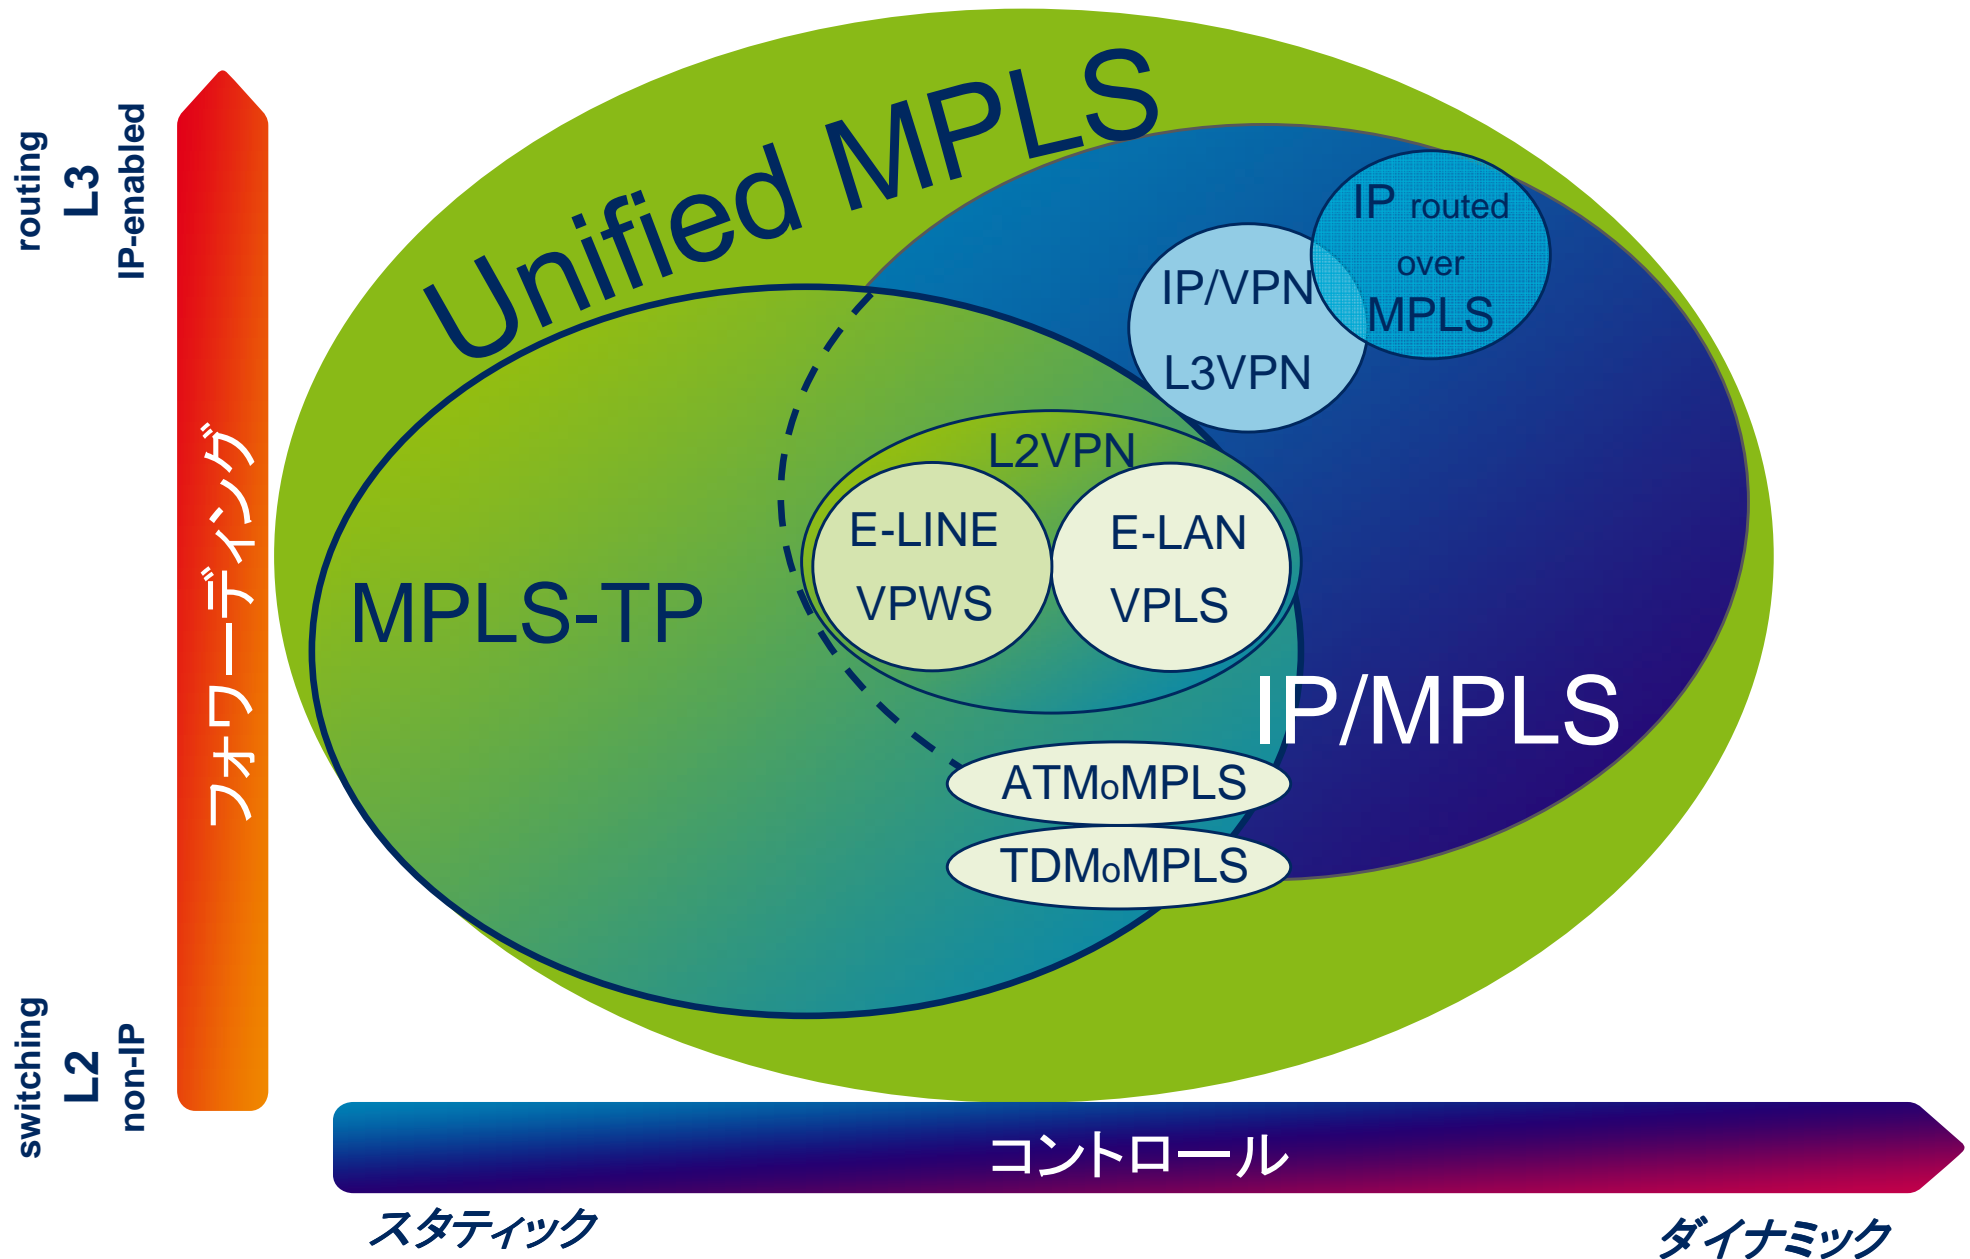 Unified MPLS
routing
L3
IP-enabled
フォワーディング
switching
L2
non-IP
IP routed
over
MPLS
IP/VPN
L3VPN
L2VPN
E-LINE
VPWS
E-LAN
VPLS
MPLS-TP
IP/MPLS
ATMoMPLS
TDMoMPLS
コントロール
スタティック
ダイナミック